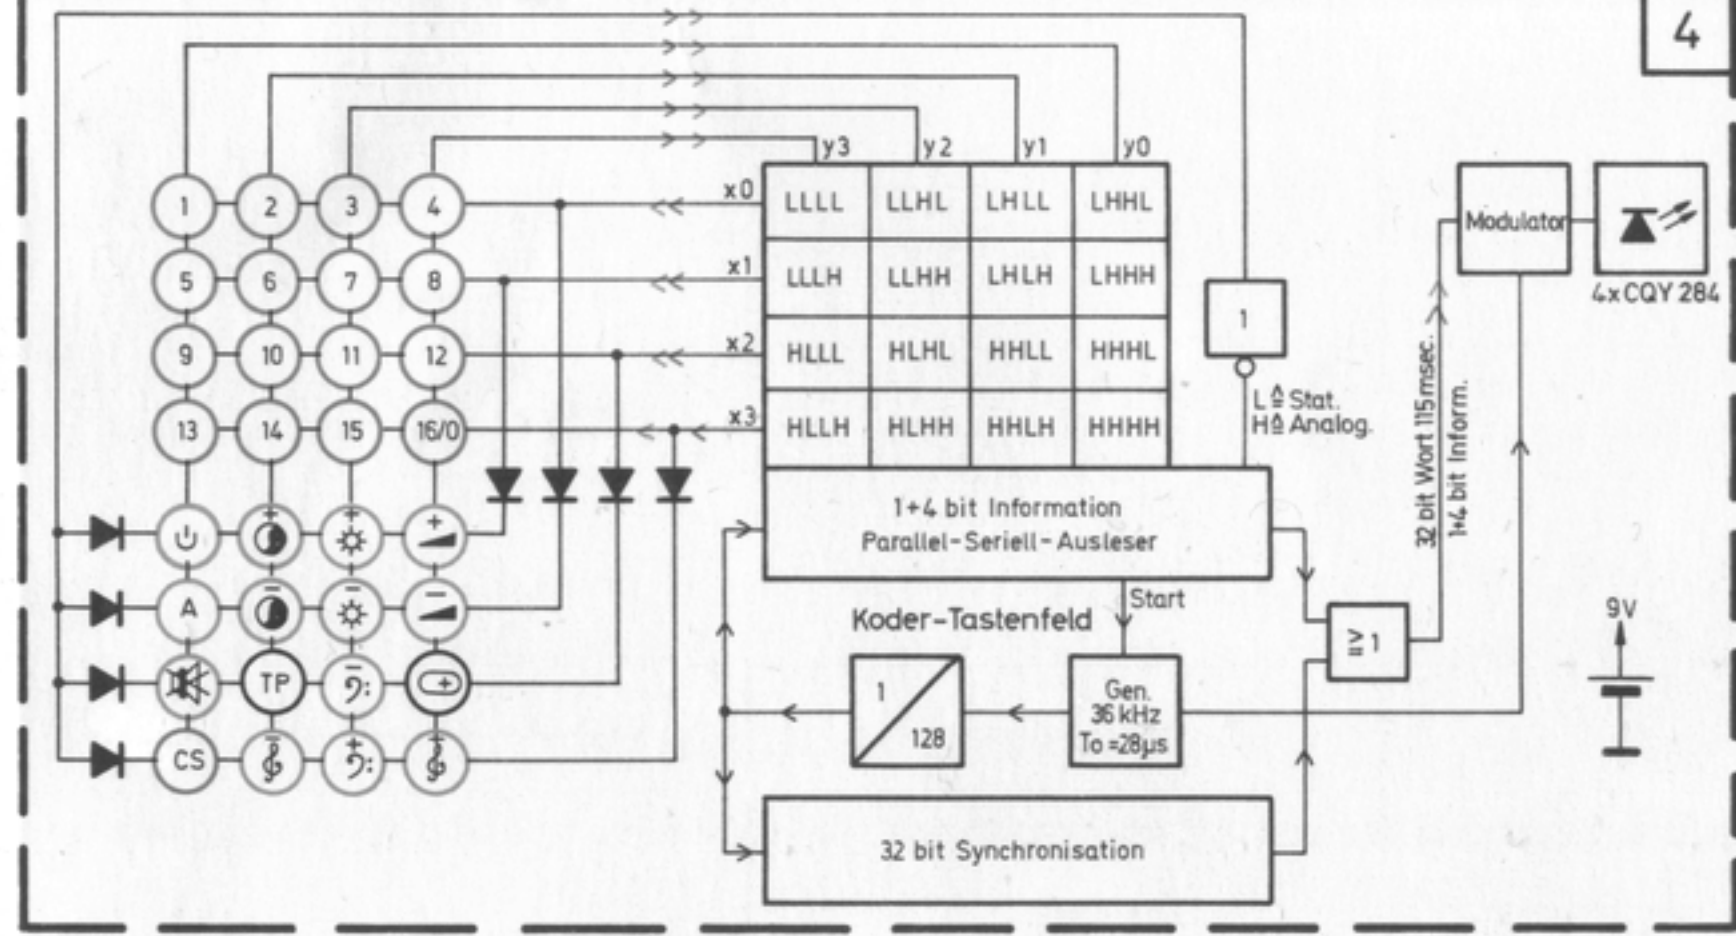 4
y3 y2 y1 y0
1 2 3 4
x0
LLLL LLHL LHLL LHHL
5 6 7 8
x1
LLLH LLHH LHLH LHHH
9 10 11 12
x2
HLLL HLHL HHLL HHHL
13 14 15 16/0
x3
HLLH HLHH HHLH HHHH
1
L ≙ Stat.
H ≙ Analog.
Modulator
4xCQY 284
32 bit Wort 115 msec.
1+4 bit Inform.
1+4 bit Information
Parallel-Seriell-Ausleser
+ + +
A - - -
TP - +
CS - + +
Start
Koder-Tastenfeld
1
128
Gen.
36 kHz
To =28µs
≥1
9V
32 bit Synchronisation